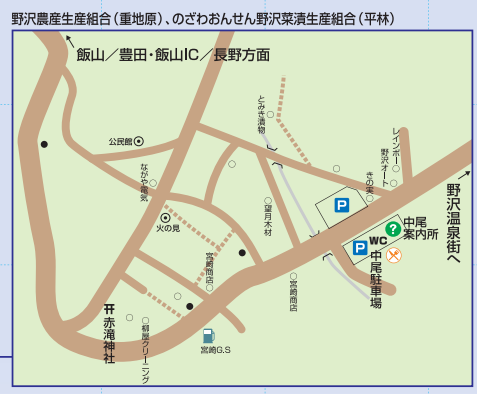 野沢農産生産組合（重地原）、のざわおんせん野沢菜漬生産組合（平林）
飯山／豊田・飯山IC／長野方面
公民館
とみき漬物
レインボー
野沢オート
きの実
ながや電気
火の見
望月木材
宮崎商店
P
P
WC
?
中尾
案内所
中尾駐車場
野沢温泉街へ
宮崎商店
赤滝神社
柳屋クリーニング
宮崎G.S